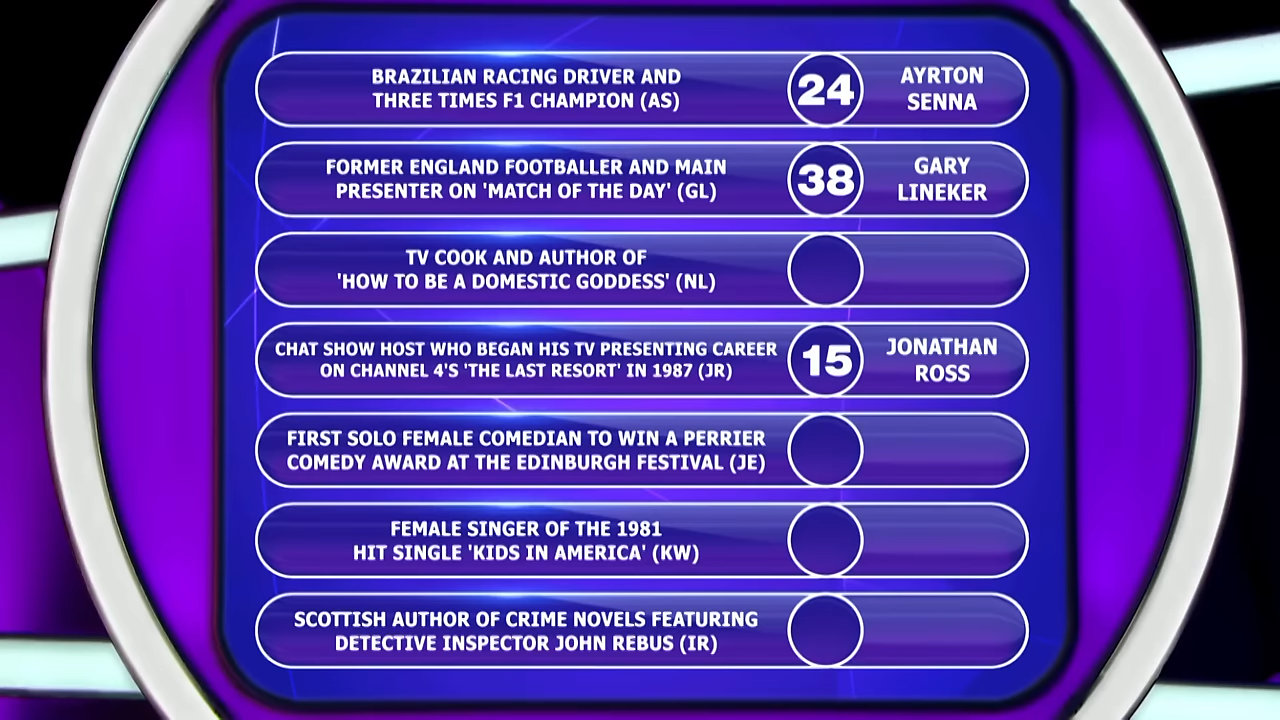 BRAZILIAN RACING DRIVER AND
THREE TIMES F1 CHAMPION (AS)
24
AYRTON
SENNA
FORMER ENGLAND FOOTBALLER AND MAIN
PRESENTER ON 'MATCH OF THE DAY' (GL)
38
GARY
LINEKER
TV COOK AND AUTHOR OF
'HOW TO BE A DOMESTIC GODDESS' (NL)
CHAT SHOW HOST WHO BEGAN HIS TV PRESENTING CAREER
ON CHANNEL 4'S 'THE LAST RESORT' IN 1987 (JR)
15
JONATHAN
ROSS
FIRST SOLO FEMALE COMEDIAN TO WIN A PERRIER
COMEDY AWARD AT THE EDINBURGH FESTIVAL (JE)
FEMALE SINGER OF THE 1981
HIT SINGLE 'KIDS IN AMERICA' (KW)
SCOTTISH AUTHOR OF CRIME NOVELS FEATURING
DETECTIVE INSPECTOR JOHN REBUS (IR)